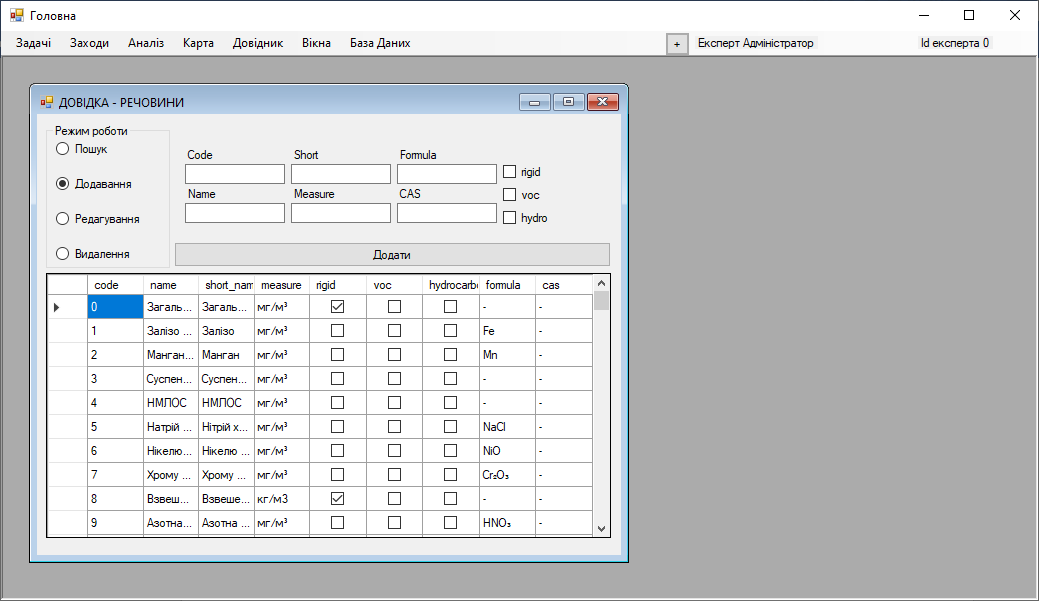 Головна
Задачі Заходи Аналіз Карта Довідник Вікна База Даних + Експерт Адміністратор Id експерта 0
ДОВІДКА - РЕЧОВИНИ
Режим роботи
Пошук
Додавання
Редагування
Видалення
Code Short Formula
rigid
Name Measure CAS
voc
hydro
Додати
code name short_nam measure rigid voc hydrocarbo formula cas
0 Загаль... Загаль... мг/м³ - -
1 Залізо ... Залізо мг/м³ Fe -
2 Манган... Манган мг/м³ Mn -
3 Суспен... Суспен... мг/м³ - -
4 НМЛОС НМЛОС мг/м³ - -
5 Натрій ... Нітрій х... мг/м³ NaCl -
6 Нікелю... Нікелю ... мг/м³ NiO -
7 Хрому ... Хрому ... мг/м³ Cr₂O₃ -
8 Взвеш... Взвеше... кг/м3 - -
9 Азотна... Азотна ... мг/м³ HNO₃ -